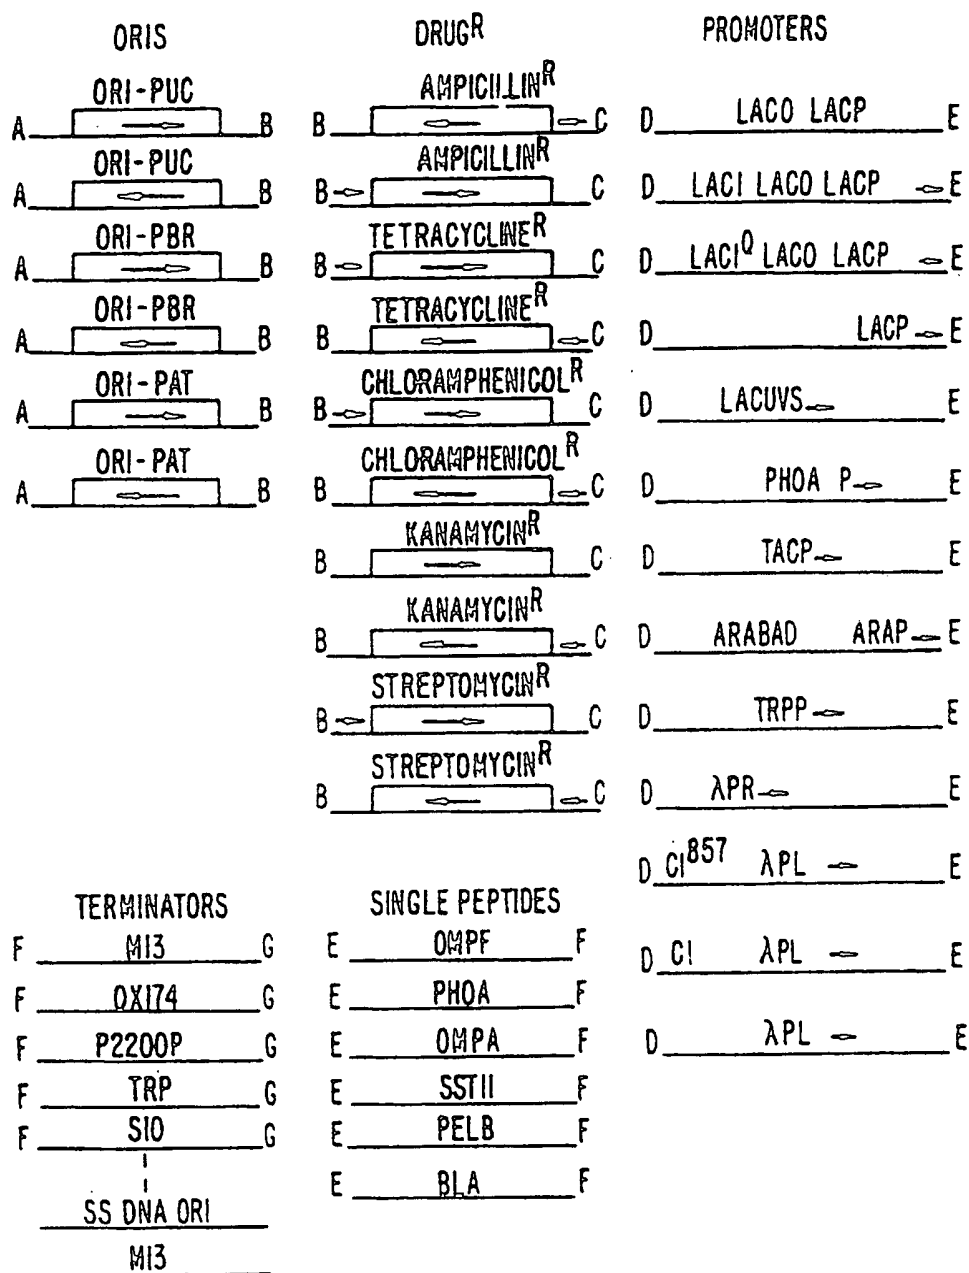 ORIS
ORI-PUC
A B
ORI-PUC
A B
ORI-PBR
A B
ORI-PBR
A B
ORI-PAT
A B
ORI-PAT
A B
DRUGR
AMPICILLINR
B C
AMPICILLINR
B C
TETRACYCLINER
B C
TETRACYCLINER
B C
CHLORAMPHENICOLR
B C
CHLORAMPHENICOLR
B C
KANAMYCINR
B C
KANAMYCINR
B C
STREPTOMYCINR
B C
STREPTOMYCINR
B C
PROMOTERS
D LACO LACP E
D LACI LACO LACP E
D LACIQ LACO LACP E
D LACP E
D LACUVS E
D PHOA P E
D TACP E
D ARABAD ARAP E
D TRPP E
D λPR E
D CI857 λPL E
D CI λPL E
D λPL E
TERMINATORS
F M13 G
F OX174 G
F P2200P G
F TRP G
F S10 G
SS DNA ORI
M13
SINGLE PEPTIDES
E OMPF F
E PHOA F
E OMPA F
E SSTII F
E PELB F
E BLA F